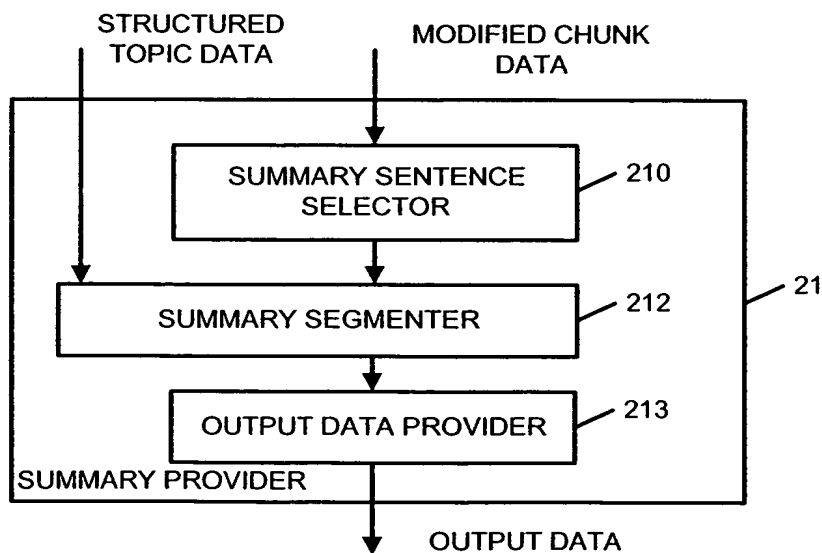 STRUCTURED
TOPIC DATA
MODIFIED CHUNK
DATA
SUMMARY SENTENCE
SELECTOR
210
SUMMARY SEGMENTER
212
21
OUTPUT DATA PROVIDER
213
SUMMARY PROVIDER
OUTPUT DATA